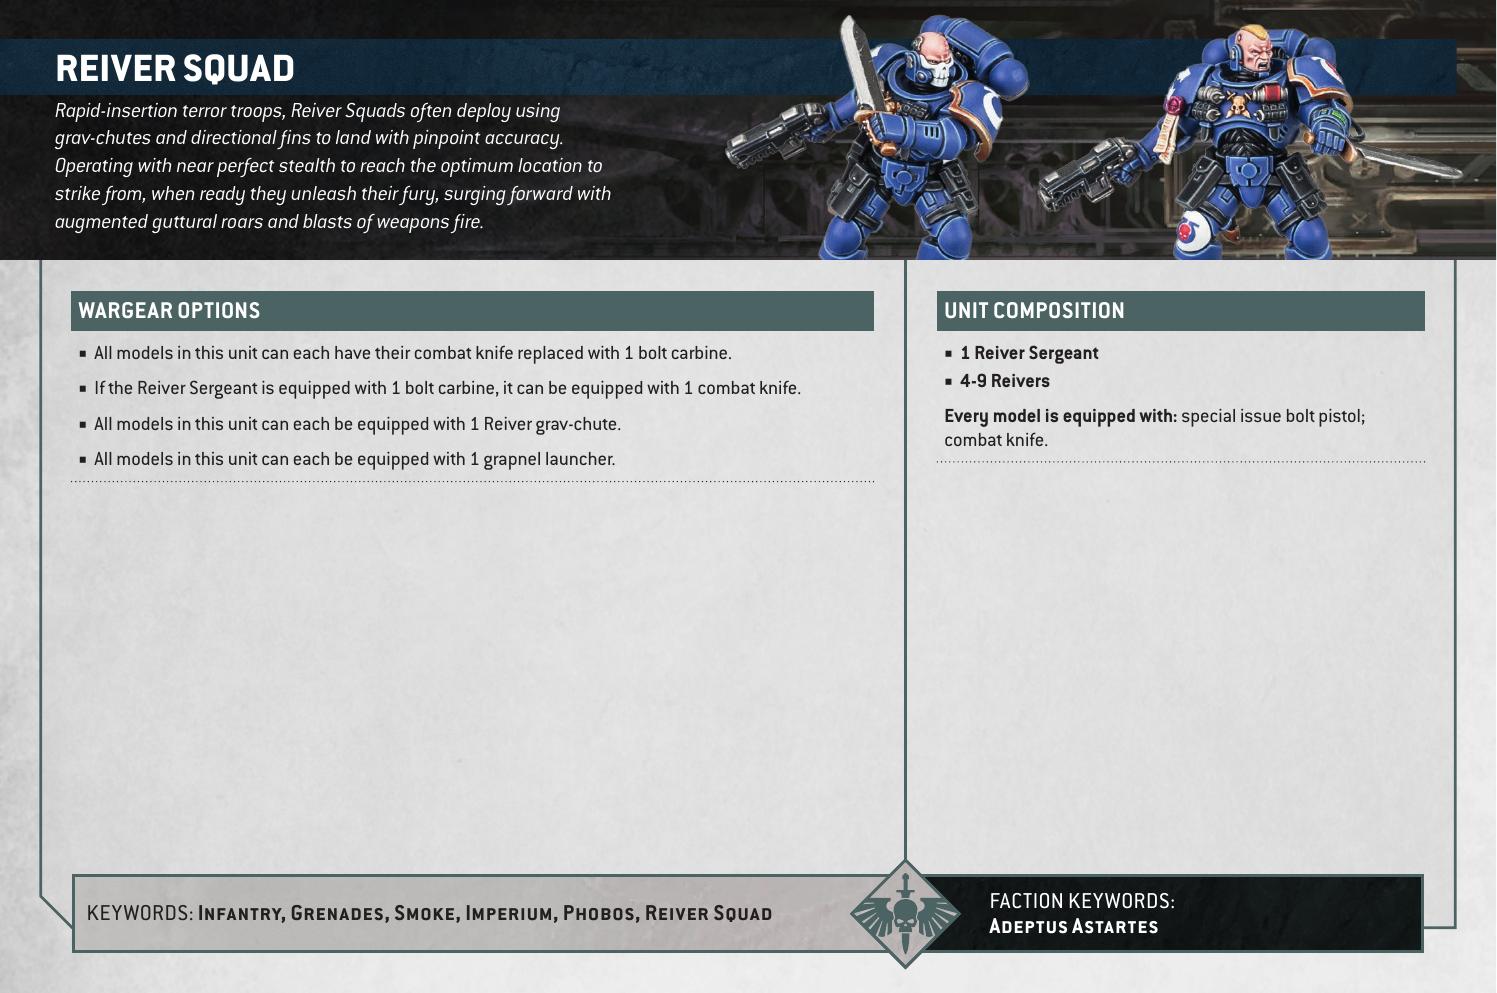 REIVER SQUAD
Rapid-insertion terror troops, Reiver Squads often deploy using
grav-chutes and directional fins to land with pinpoint accuracy.
Operating with near perfect stealth to reach the optimum location to
strike from, when ready they unleash their fury, surging forward with
augmented guttural roars and blasts of weapons fire.
WARGEAR OPTIONS
▪ All models in this unit can each have their combat knife replaced with 1 bolt carbine.
▪ If the Reiver Sergeant is equipped with 1 bolt carbine, it can be equipped with 1 combat knife.
▪ All models in this unit can each be equipped with 1 Reiver grav-chute.
▪ All models in this unit can each be equipped with 1 grapnel launcher.
UNIT COMPOSITION
▪ 1 Reiver Sergeant
▪ 4-9 Reivers
Every model is equipped with: special issue bolt pistol;
combat knife.
KEYWORDS: Infantry, Grenades, Smoke, Imperium, Phobos, Reiver Squad
FACTION KEYWORDS:
Adeptus Astartes